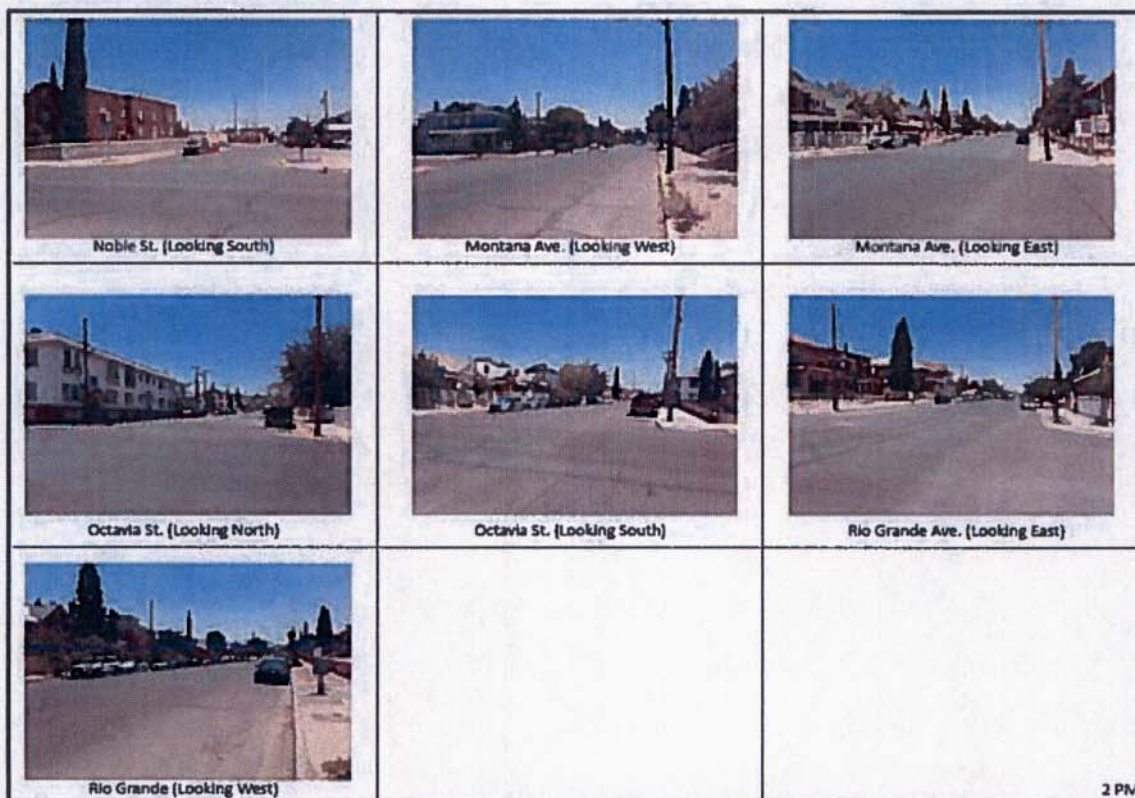 Noble St. (Looking South)
Montana Ave. (Looking West)
Montana Ave. (Looking East)
Octavia St. (Looking North)
Octavia St. (Looking South)
Rio Grande Ave. (Looking East)
Rio Grande (Looking West)
2 PM